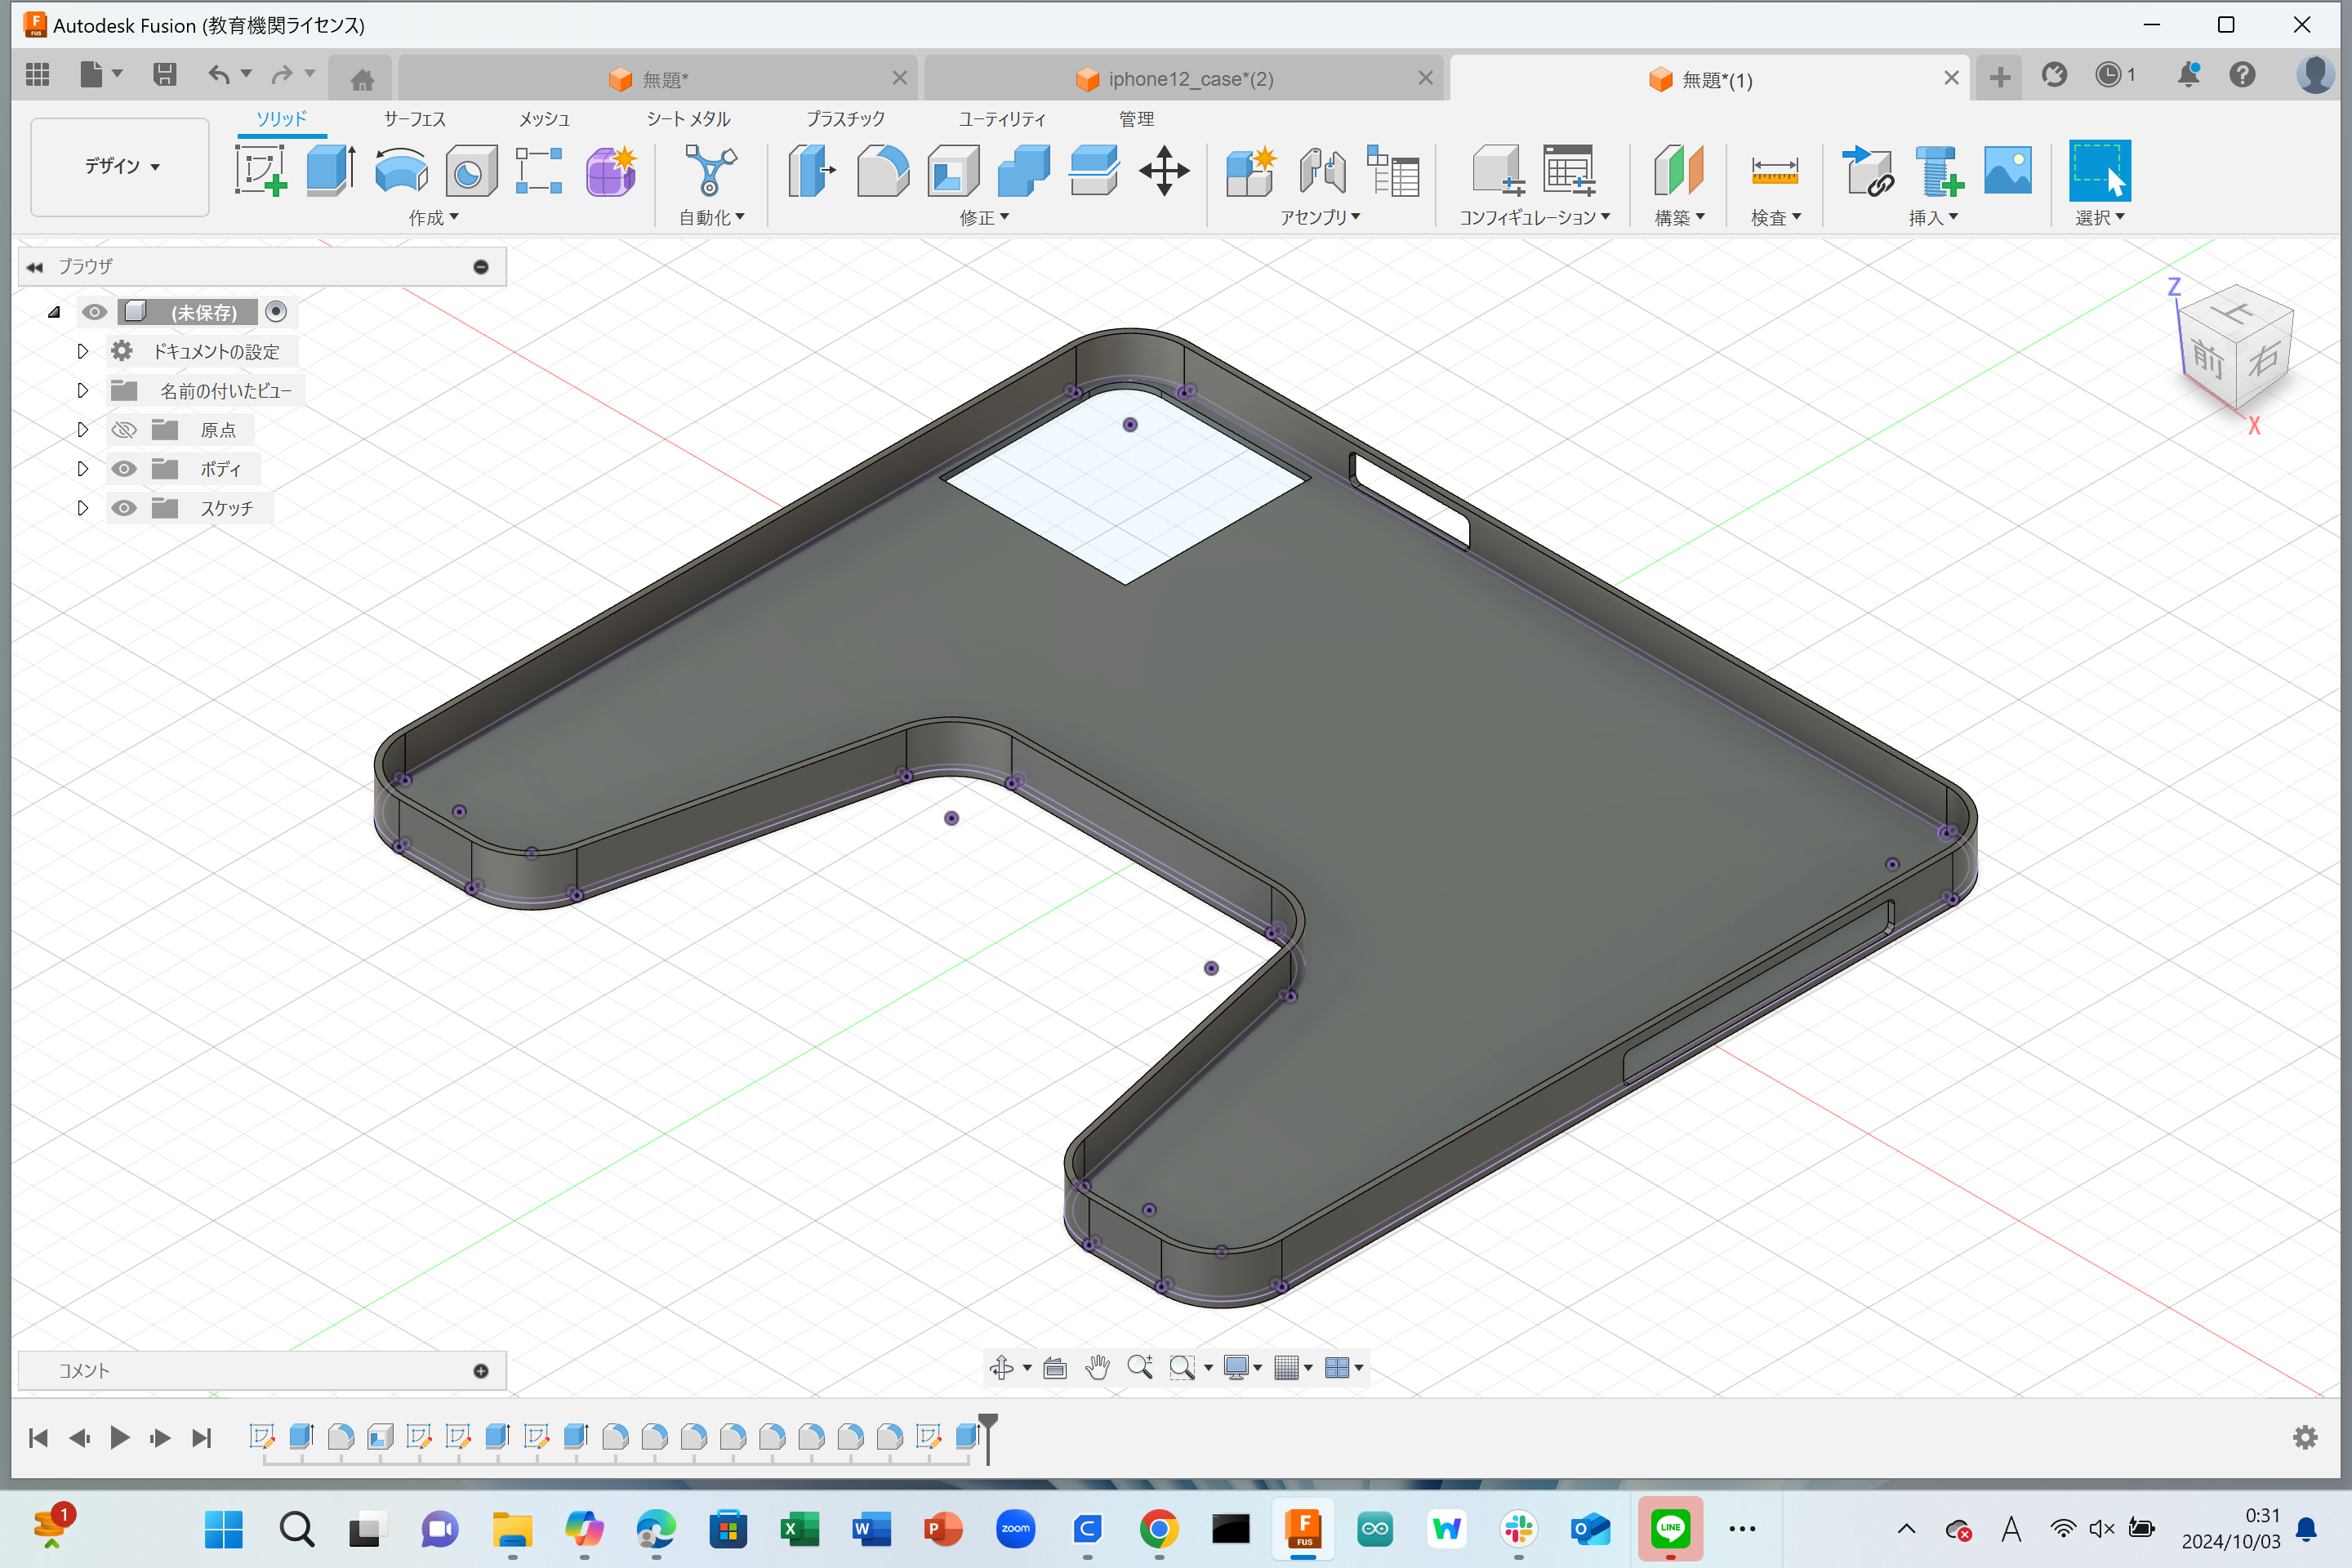 Autodesk Fusion (教育機関ライセンス)
無題*
iphone12_case*(2)
無題*(1)
1
デザイン
ソリッド
サーフェス
メッシュ
シート メタル
プラスチック
ユーティリティ
管理
作成
自動化
修正
アセンブリ
コンフィギュレーション
構築
検査
挿入
選択
ブラウザ
(未保存)
ドキュメントの設定
名前の付いたビュー
原点
ボディ
スケッチ
Z
上
前
右
X
コメント
1
zoom
F
FUS
LINE
A
0:31
2024/10/03